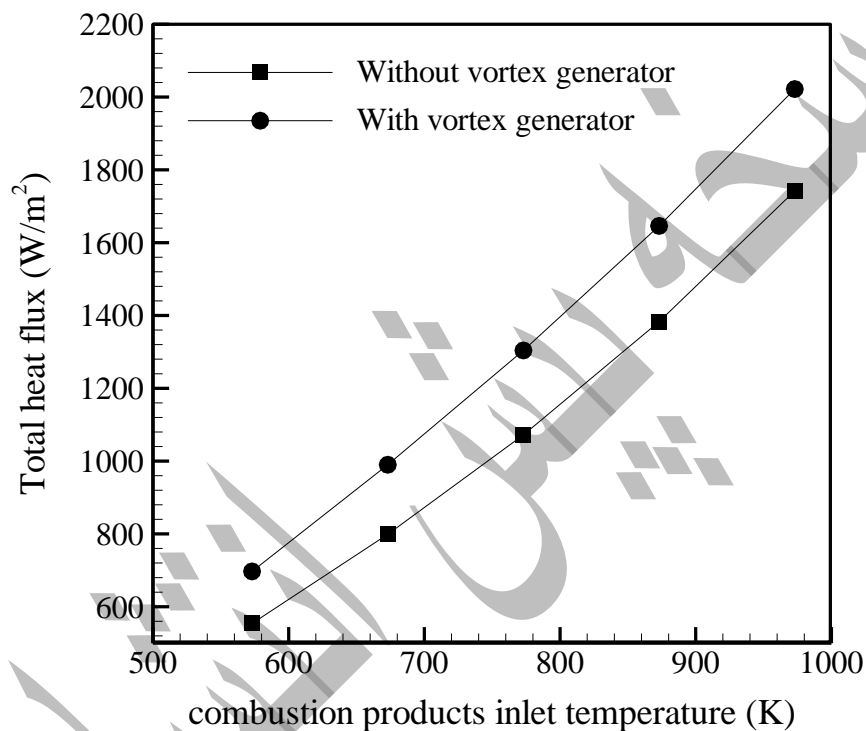 2200
2000
1800
1600
1400
1200
1000
800
600
Total heat flux (W/m²)
Without vortex generator
With vortex generator
500 600 700 800 900 1000
combustion products inlet temperature (K)